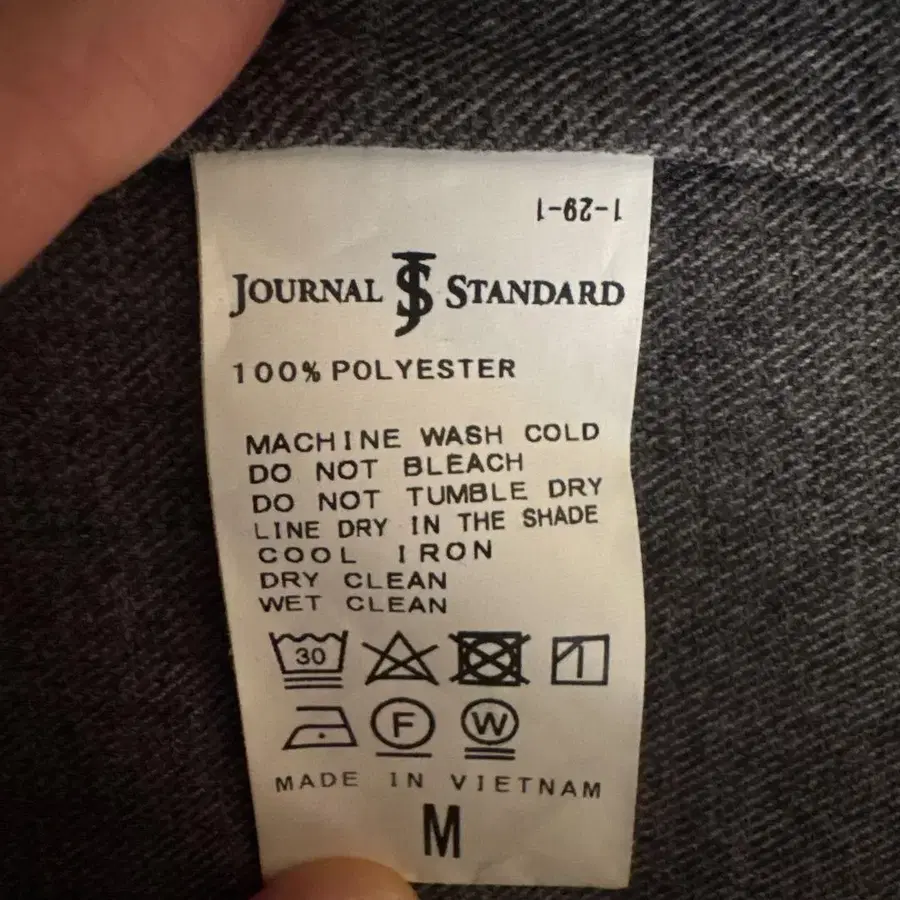 1-29-1
JOURNAL JS STANDARD
100% POLYESTER
MACHINE WASH COLD
DO NOT BLEACH
DO NOT TUMBLE DRY
LINE DRY IN THE SHADE
COOL IRON
DRY CLEAN
WET CLEAN
30
F W
MADE IN VIETNAM
M